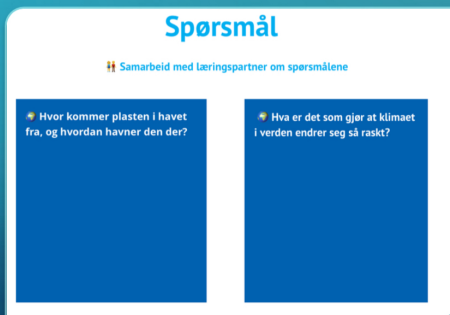 Spørsmål
Samarbeid med læringspartner om spørsmålene
Hvor kommer plasten i havet
fra, og hvordan havner den der?
Hva er det som gjør at klimaet
i verden endrer seg så raskt?